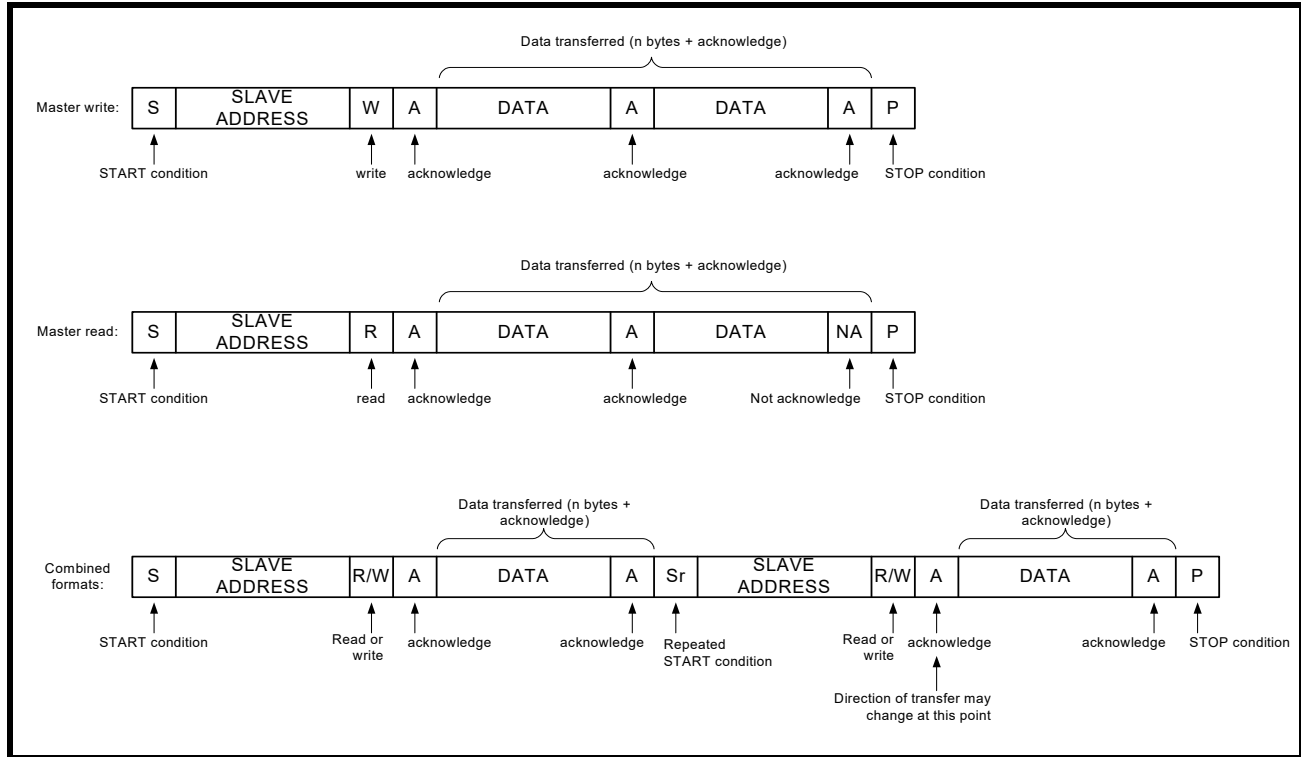 Data transferred (n bytes + acknowledge)
Master write:
S
SLAVE
ADDRESS
W
A
DATA
A
DATA
A
P
START condition
write
acknowledge
acknowledge
acknowledge
STOP condition
Data transferred (n bytes + acknowledge)
Master read:
S
SLAVE
ADDRESS
R
A
DATA
A
DATA
NA
P
START condition
read
acknowledge
acknowledge
Not acknowledge
STOP condition
Data transferred (n bytes +
acknowledge)
Data transferred (n bytes +
acknowledge)
Combined
formats:
S
SLAVE
ADDRESS
R/W
A
DATA
A
Sr
SLAVE
ADDRESS
R/W
A
DATA
A
P
START condition
Read or
write
acknowledge
acknowledge
Repeated
START condition
Read or
write
acknowledge
acknowledge
STOP condition
Direction of transfer may
change at this point